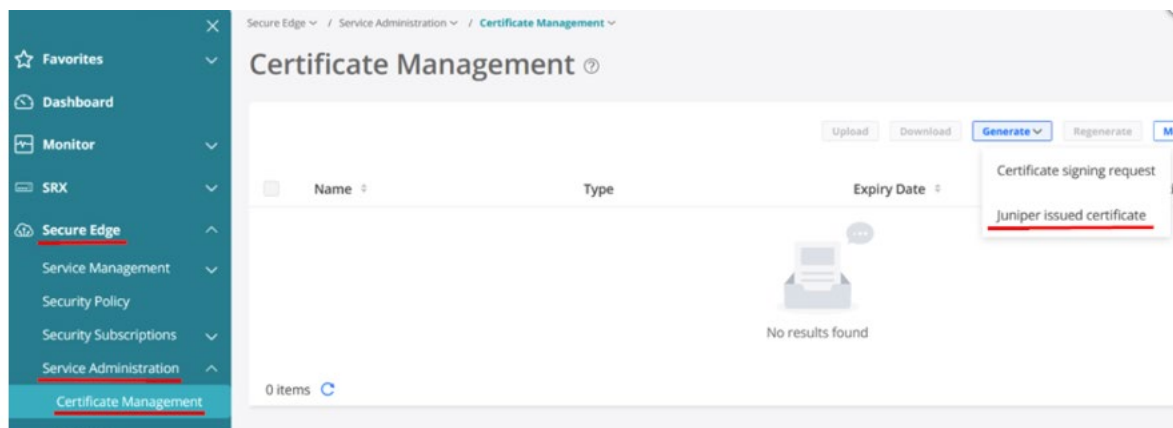 Secure Edge / Service Administration / Certificate Management
Favorites
Dashboard
Monitor
SRX
Secure Edge
Service Management
Security Policy
Security Subscriptions
Service Administration
Certificate Management
Certificate Management
Upload Download Generate Regenerate
Certificate signing request
Juniper issued certificate
Name Type Expiry Date
No results found
0 items